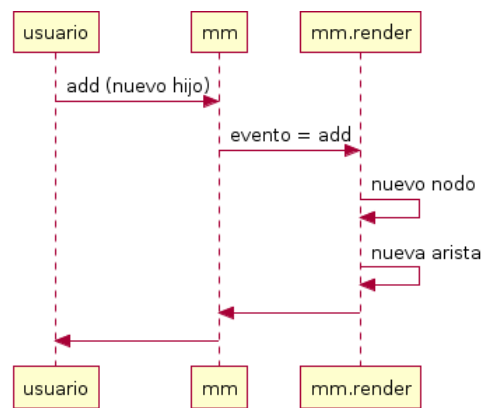 usuario
mm
mm.render
add (nuevo hijo)
evento = add
nuevo nodo
nueva arista
usuario
mm
mm.render